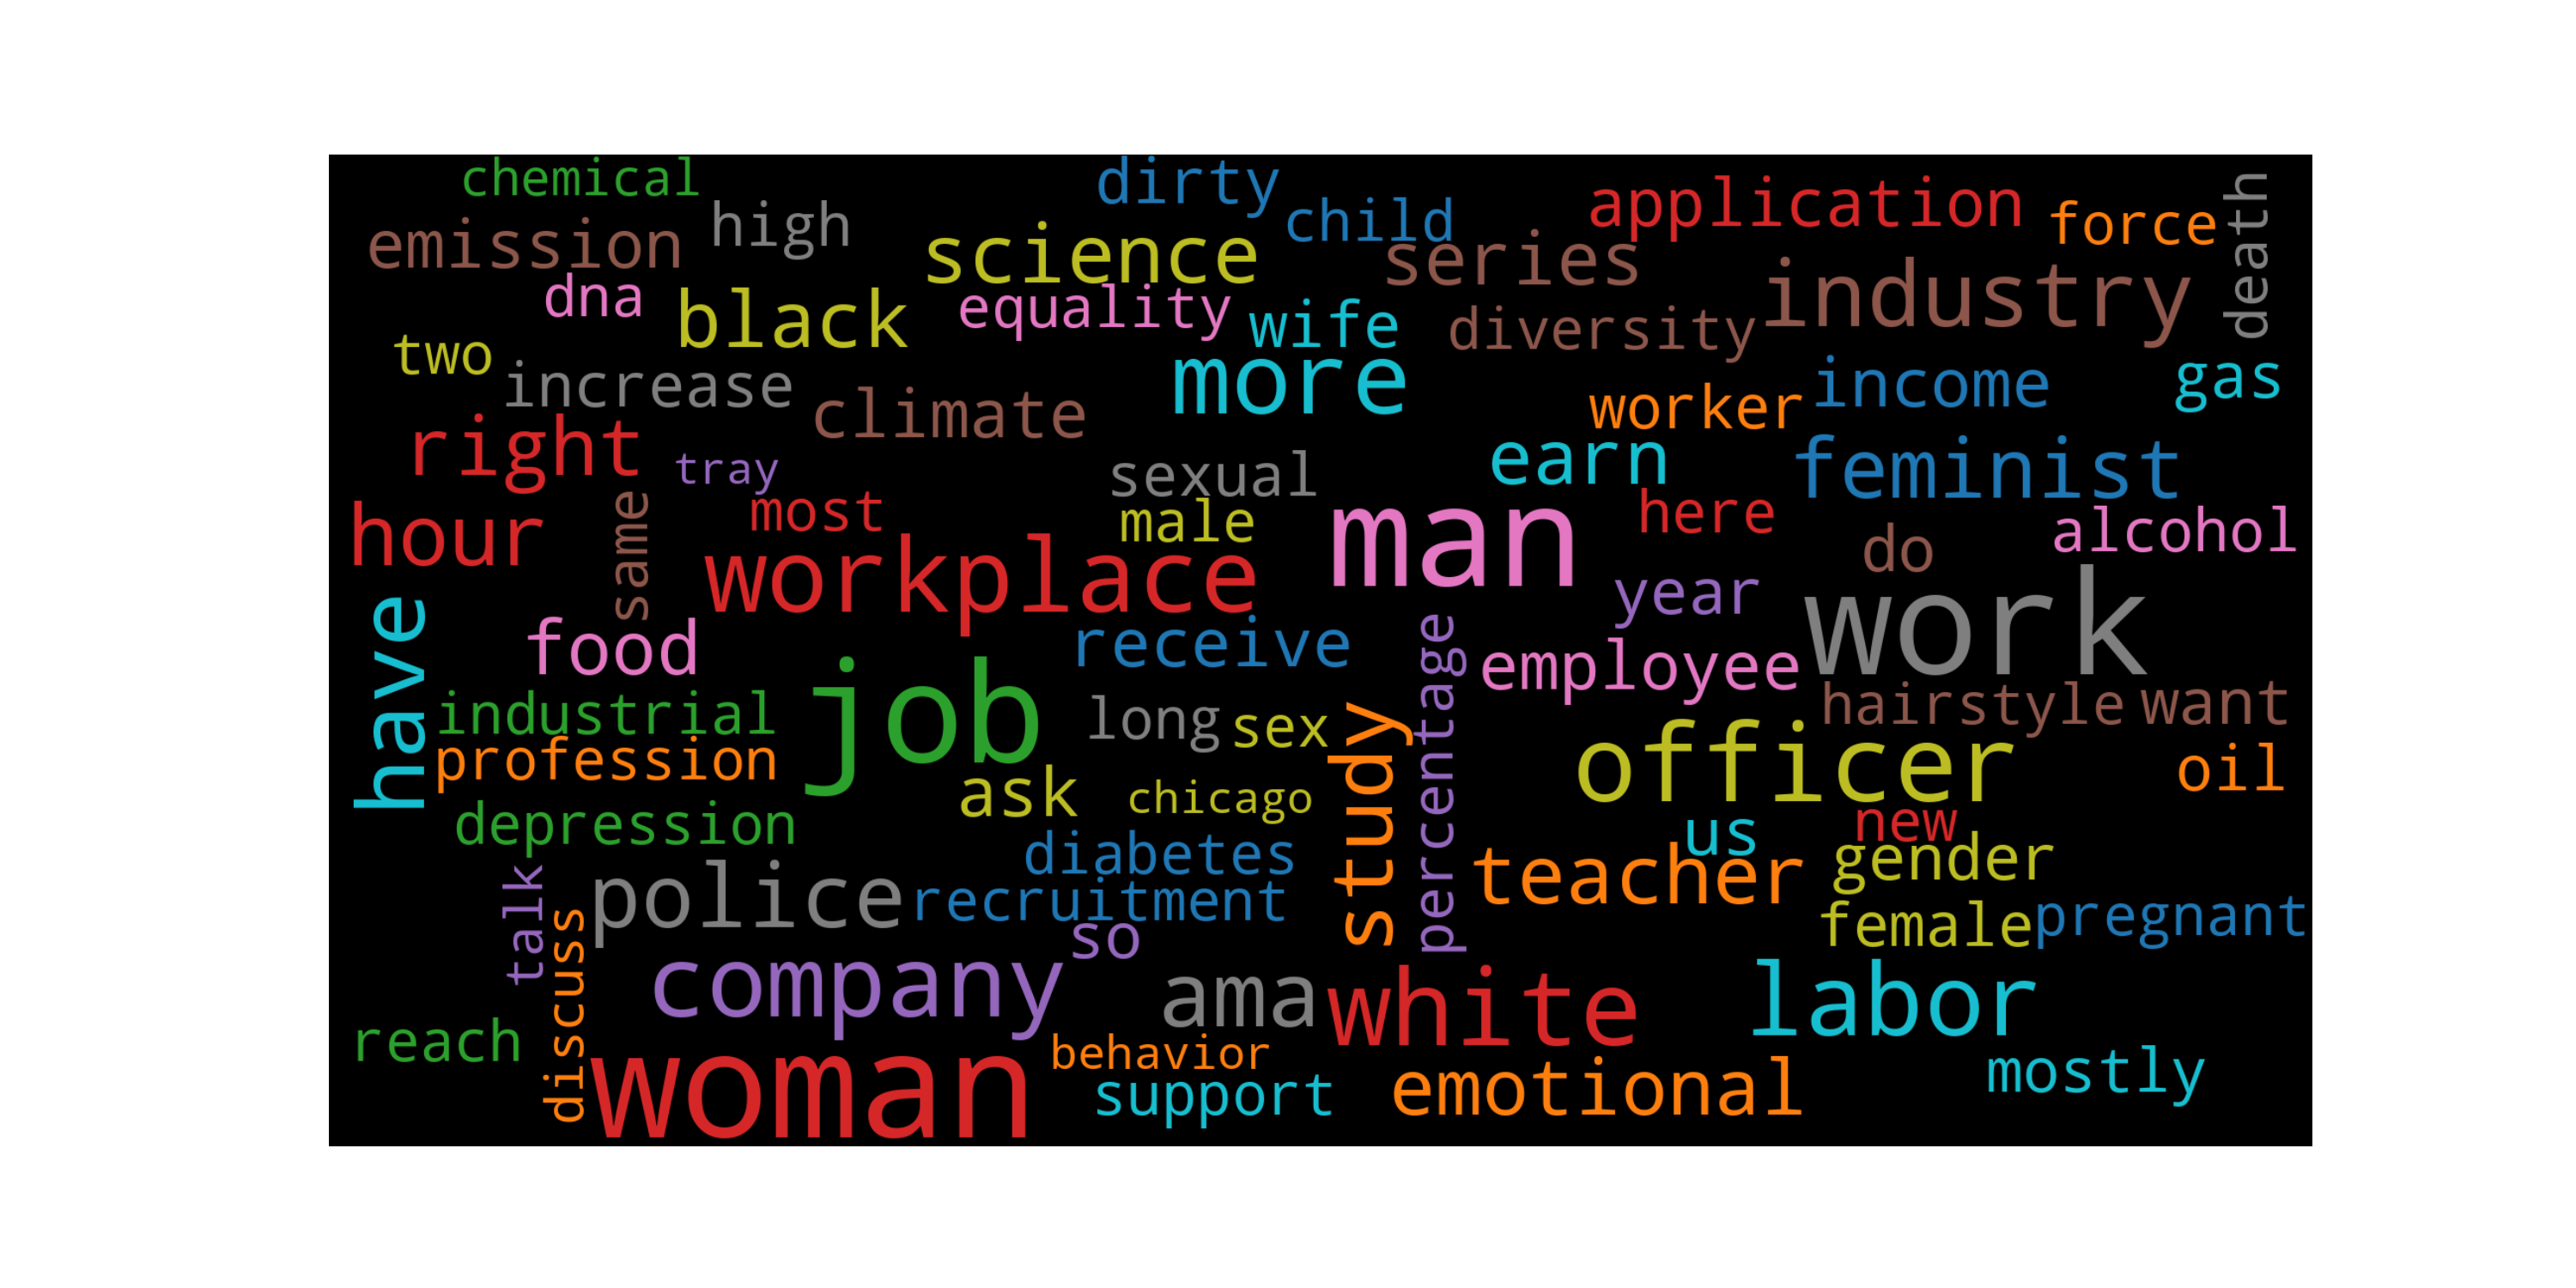 chemical
dirty
application
death
high
child
force
emission
science
series
industry
dna
black
equality
wife
diversity
two
increase
climate
more
worker
income
gas
right
tray
sexual
earn
feminist
hour
same
most
male
man
here
alcohol
workplace
do
have
food
receive
year
work
percentage
employee
industrial
job
long
sex
study
hairstyle
want
profession
ask
chicago
officer
oil
depression
diabetes
us
new
talk
police
recruitment
teacher
gender
discuss
so
female
pregnant
company
ama
white
labor
reach
woman
behavior
support
emotional
mostly